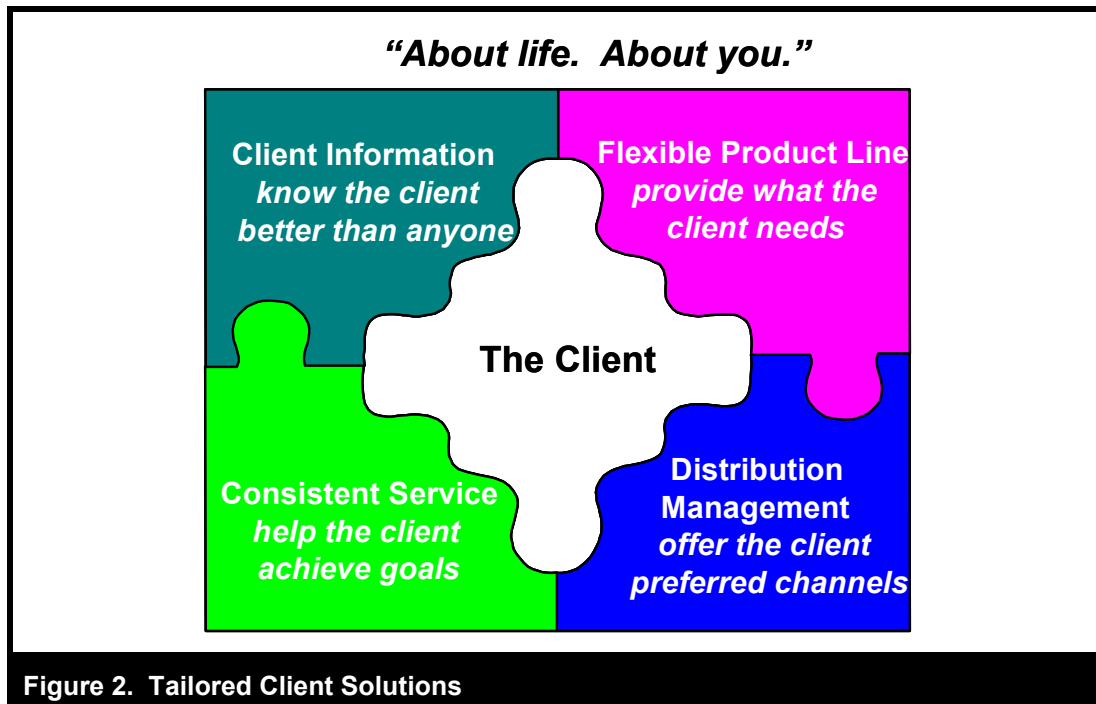 “About life.  About you.”
Client Information
know the client
better than anyone
Flexible Product Line
provide what the
client needs
The Client
Consistent Service
help the client
achieve goals
Distribution
Management
offer the client
preferred channels
Figure 2.  Tailored Client Solutions